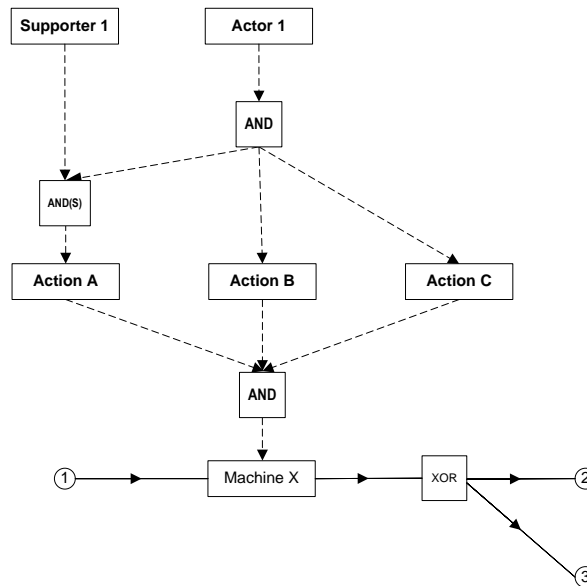 Supporter 1
Actor 1
AND
AND(S)
Action A
Action B
Action C
AND
1
Machine X
XOR
2
3